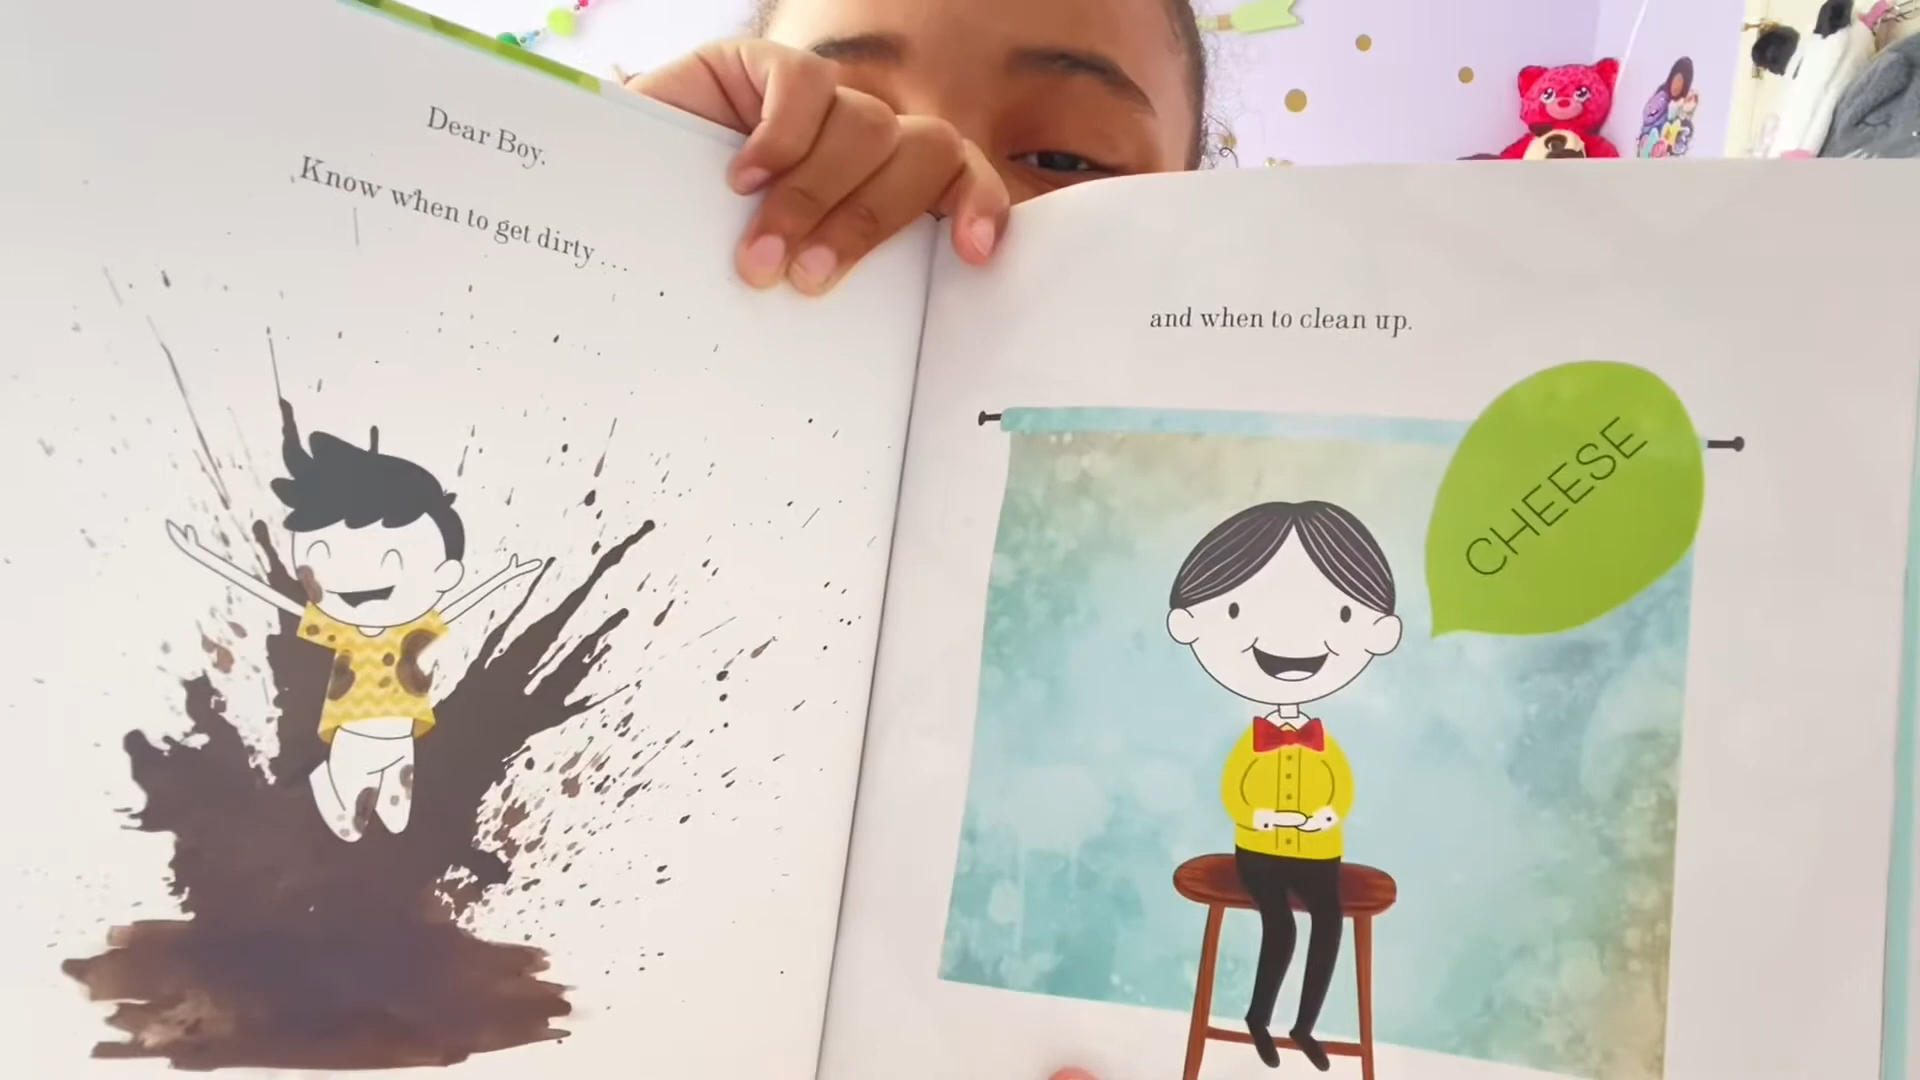 Dear Boy,
Know when to get dirty . . .
and when to clean up.
CHEESE